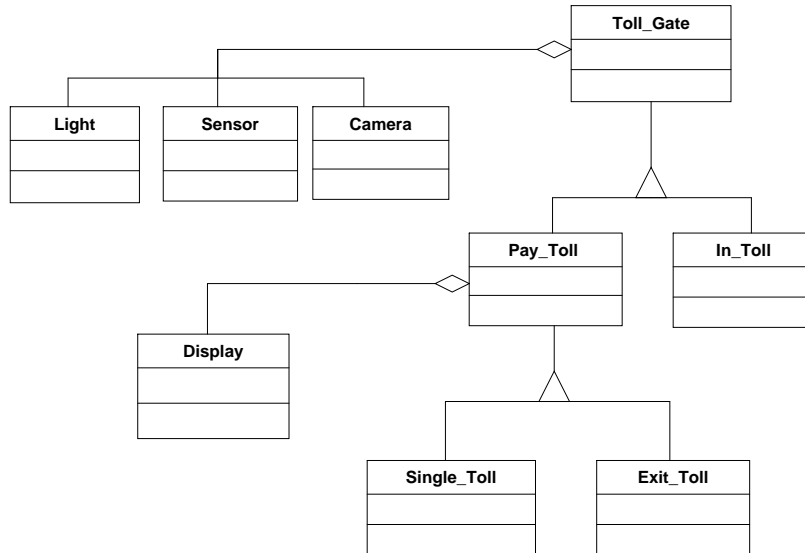 Toll_Gate
Light
Sensor
Camera
Pay_Toll
In_Toll
Display
Single_Toll
Exit_Toll